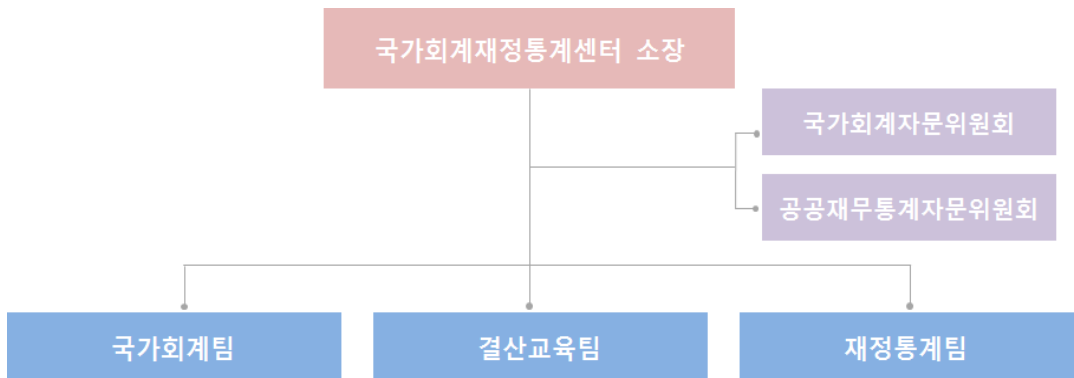 국가회계재정통계센터 소장
국가회계자문위원회
공공재무통계자문위원회
국가회계팀
결산교육팀
재정통계팀